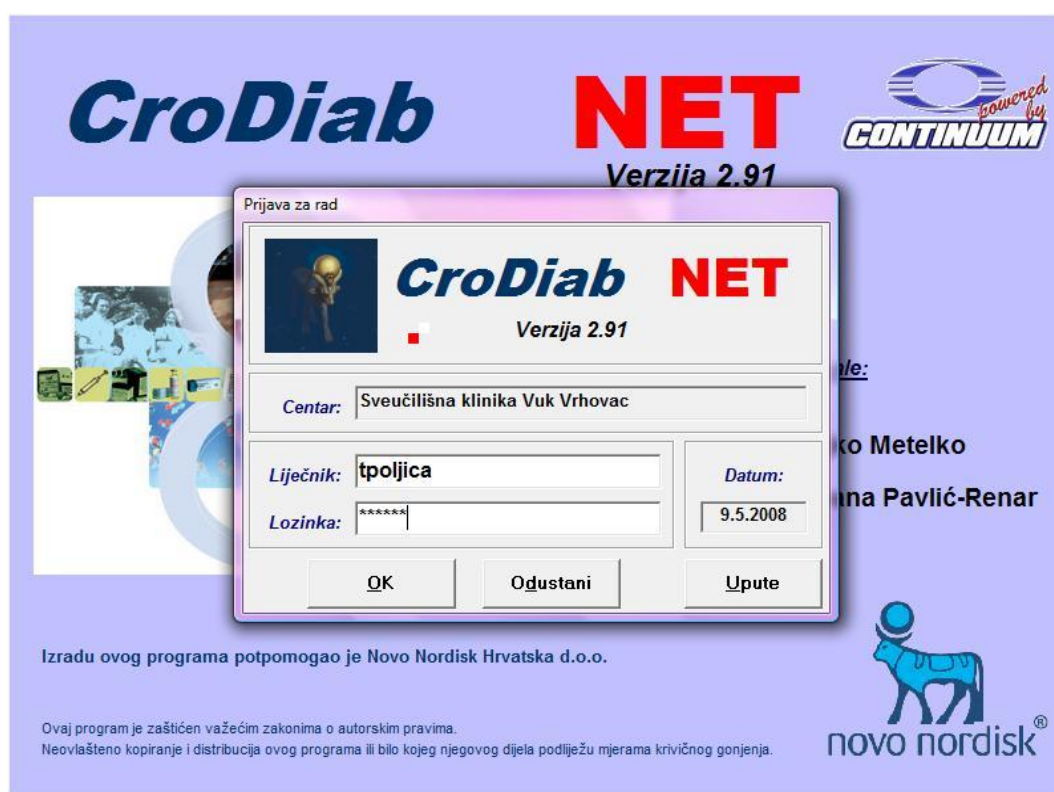 CroDiab NET
powered by
CONTINUUM
Verzija 2.91
Prijava za rad
CroDiab NET
Verzija 2.91
Centar: Sveučilišna klinika Vuk Vrhovac
Liječnik: tpoljica
Lozinka: ******
Datum:
9.5.2008
OK Odustani Upute
le:
ko Metelko
ana Pavlić-Renar
Izradu ovog programa potpomogao je Novo Nordisk Hrvatska d.o.o.
Ovaj program je zaštićen važećim zakonima o autorskim pravima.
Neovlašteno kopiranje i distribucija ovog programa ili bilo kojeg njegovog dijela podliježu mjerama krivičnog gonjenja.
novo nordisk®